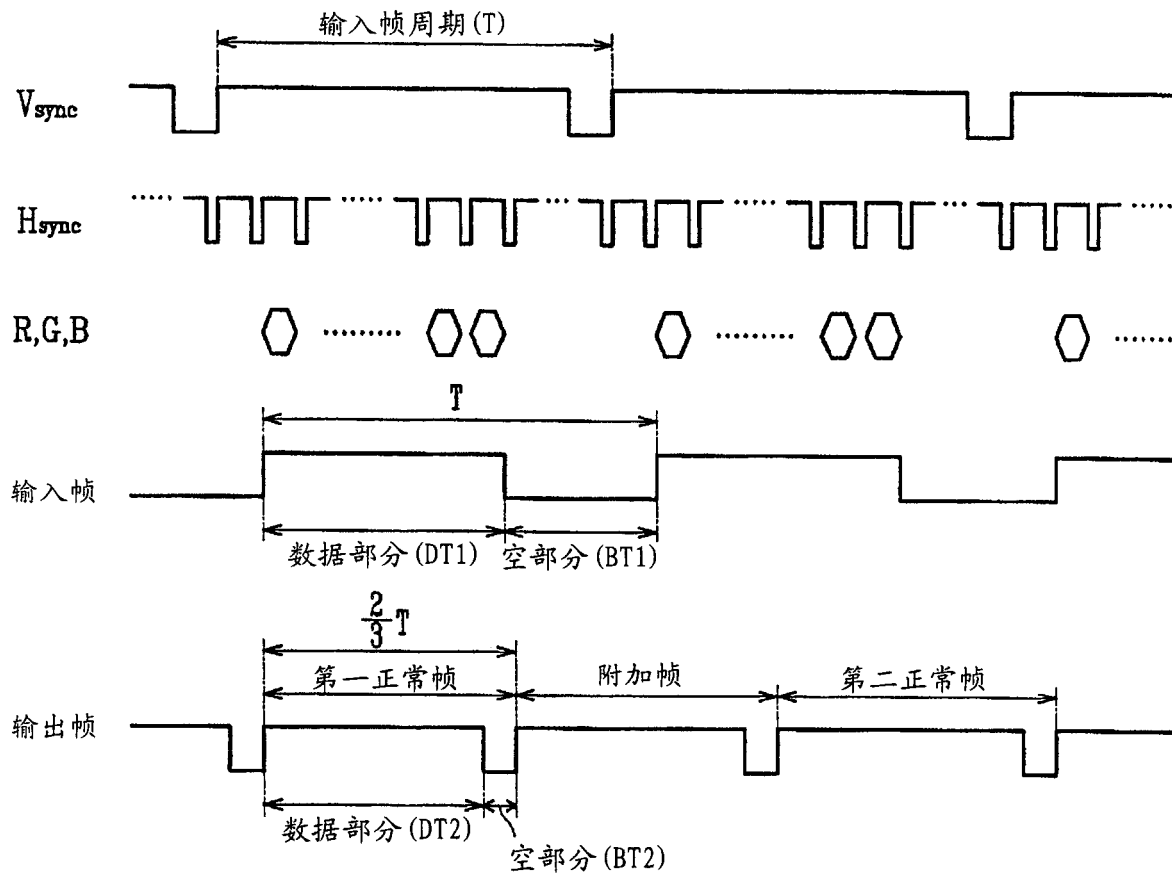 输入帧周期(T)
Vsync
Hsync
R,G,B
T
输入帧
数据部分(DT1) 空部分(BT1)
2/3 T
第一正常帧 附加帧 第二正常帧
输出帧
数据部分(DT2)
空部分(BT2)